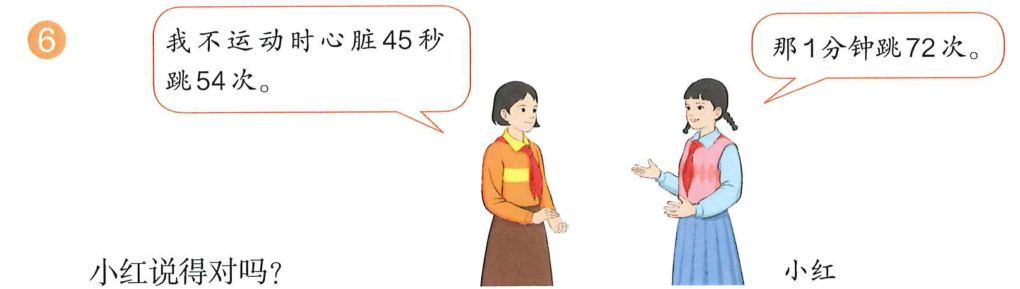 6
我不运动时心脏45秒
跳54次。
那1分钟跳72次。
小红说得对吗?
小红